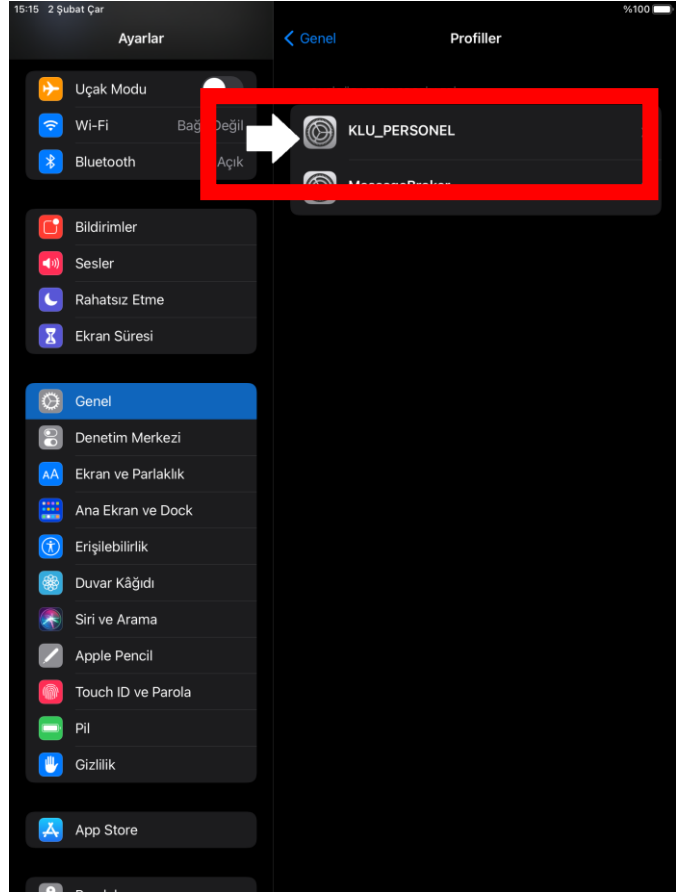 15:15 2 Şubat Çar
%100
Ayarlar
Genel
Profiller
Uçak Modu
Wi-Fi
Bluetooth
Açık
KLU_PERSONEL
Bildirimler
Sesler
Rahatsız Etme
Ekran Süresi
Genel
Denetim Merkezi
AA
Ekran ve Parlaklık
Ana Ekran ve Dock
Erişilebilirlik
Duvar Kâğıdı
Siri ve Arama
Apple Pencil
Touch ID ve Parola
Pil
Gizlilik
App Store